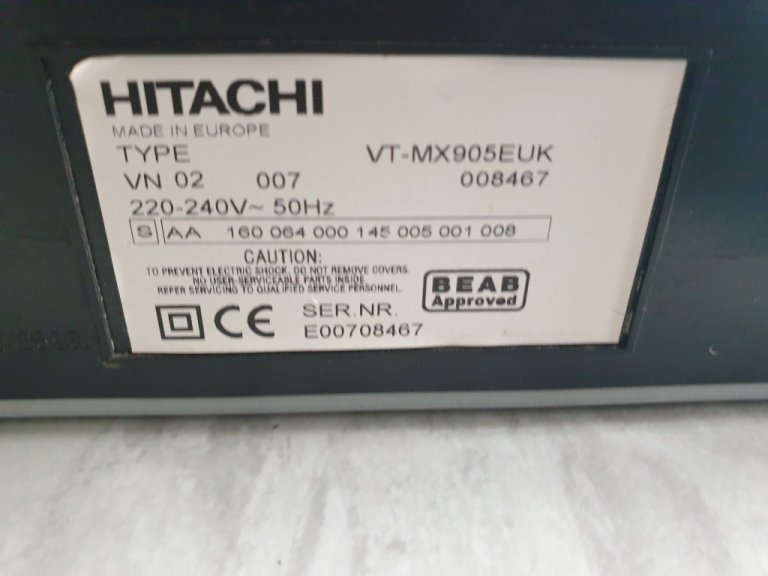 HITACHI
MADE IN EUROPE
TYPE VT-MX905EUK
VN 02 007 008467
220-240V~ 50Hz
S AA 160 064 000 145 005 001 008
CAUTION:
TO PREVENT ELECTRIC SHOCK, DO NOT REMOVE COVERS.
NO USER-SERVICEABLE PARTS INSIDE
REFER SERVICING TO QUALIFIED SERVICE PERSONNEL.
BEAB
Approved
CE SER.NR.
E00708467